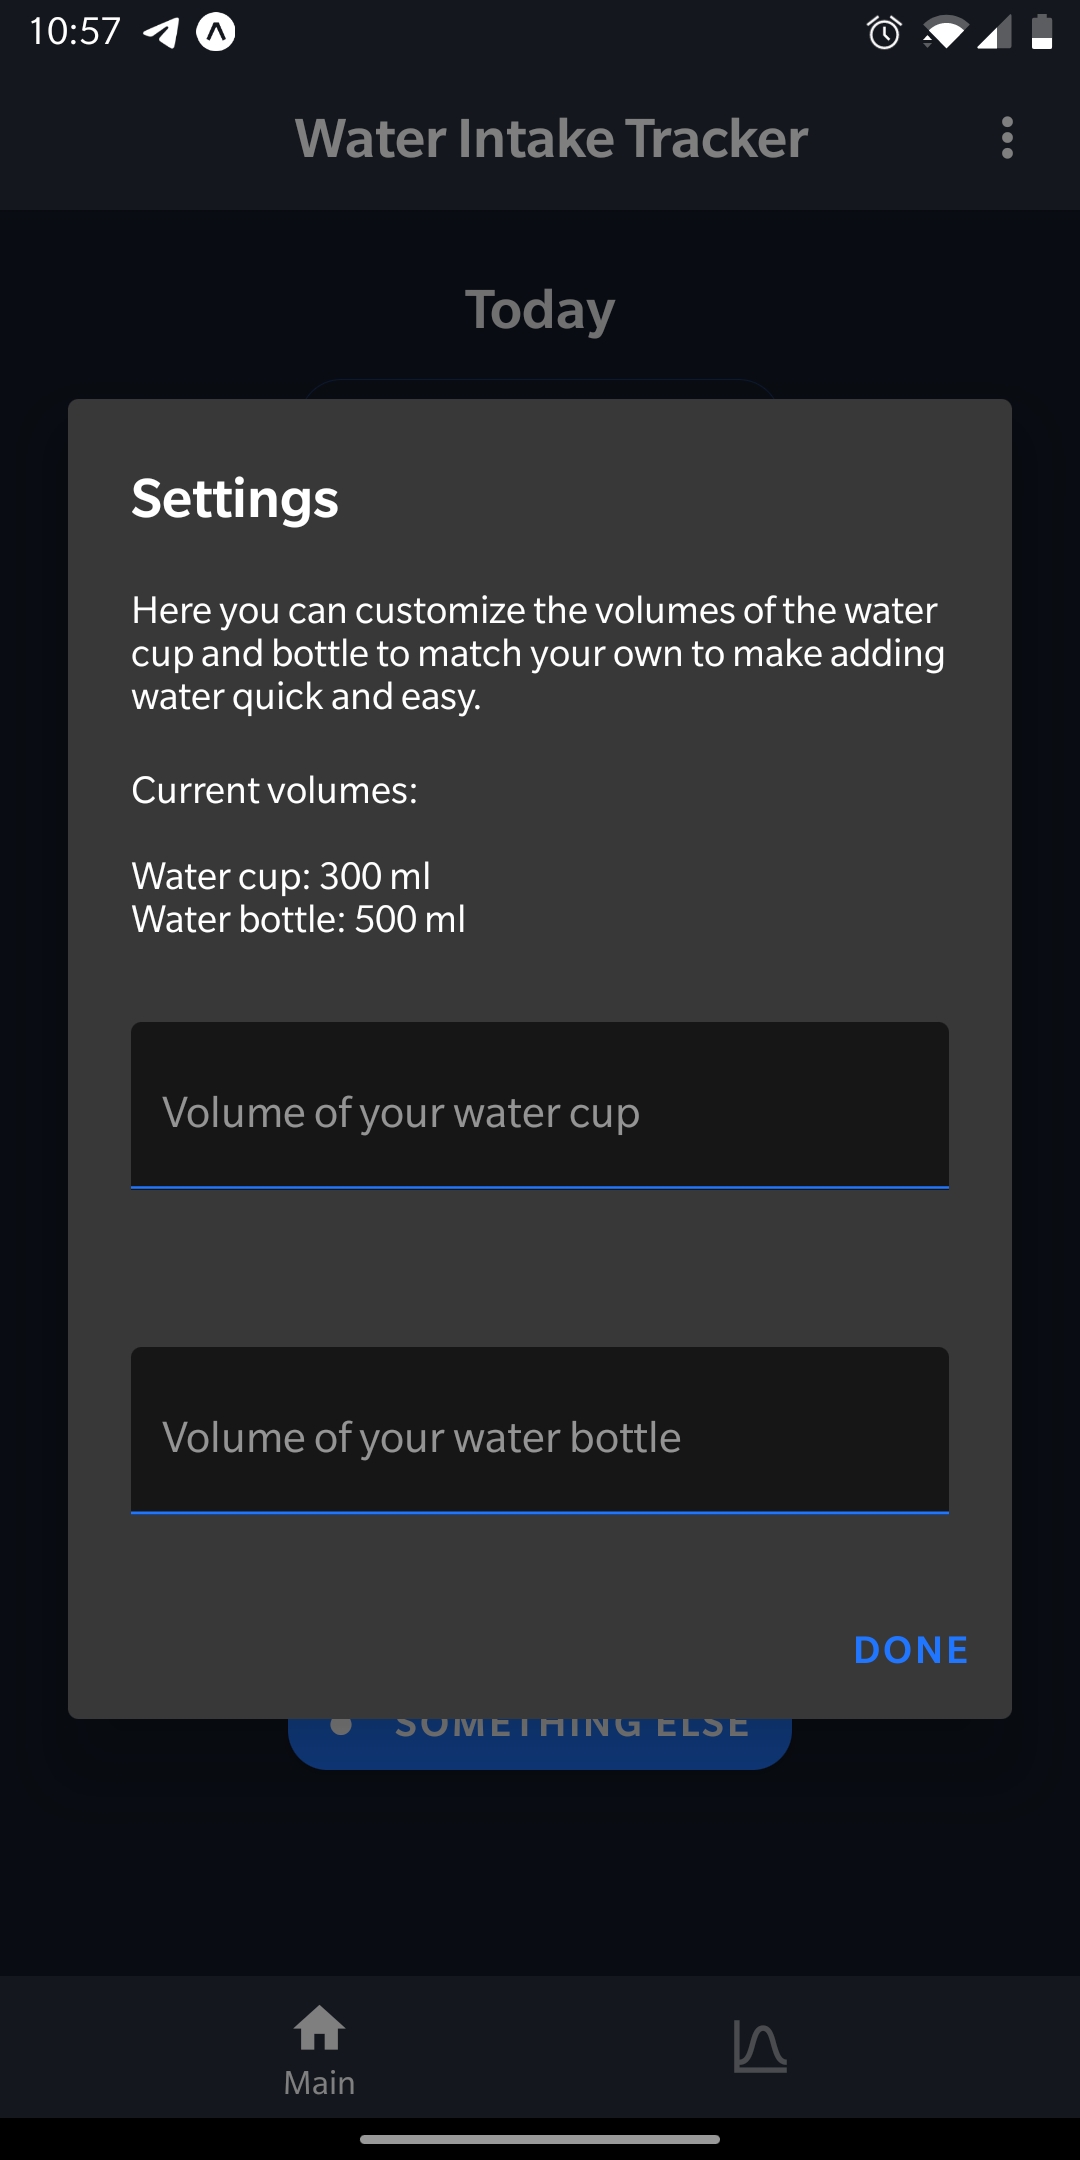 10:57
Water Intake Tracker
Today
Settings
Here you can customize the volumes of the water
cup and bottle to match your own to make adding
water quick and easy.
Current volumes:
Water cup: 300 ml
Water bottle: 500 ml
Volume of your water cup
Volume of your water bottle
DONE
SOMETHING ELSE
Main